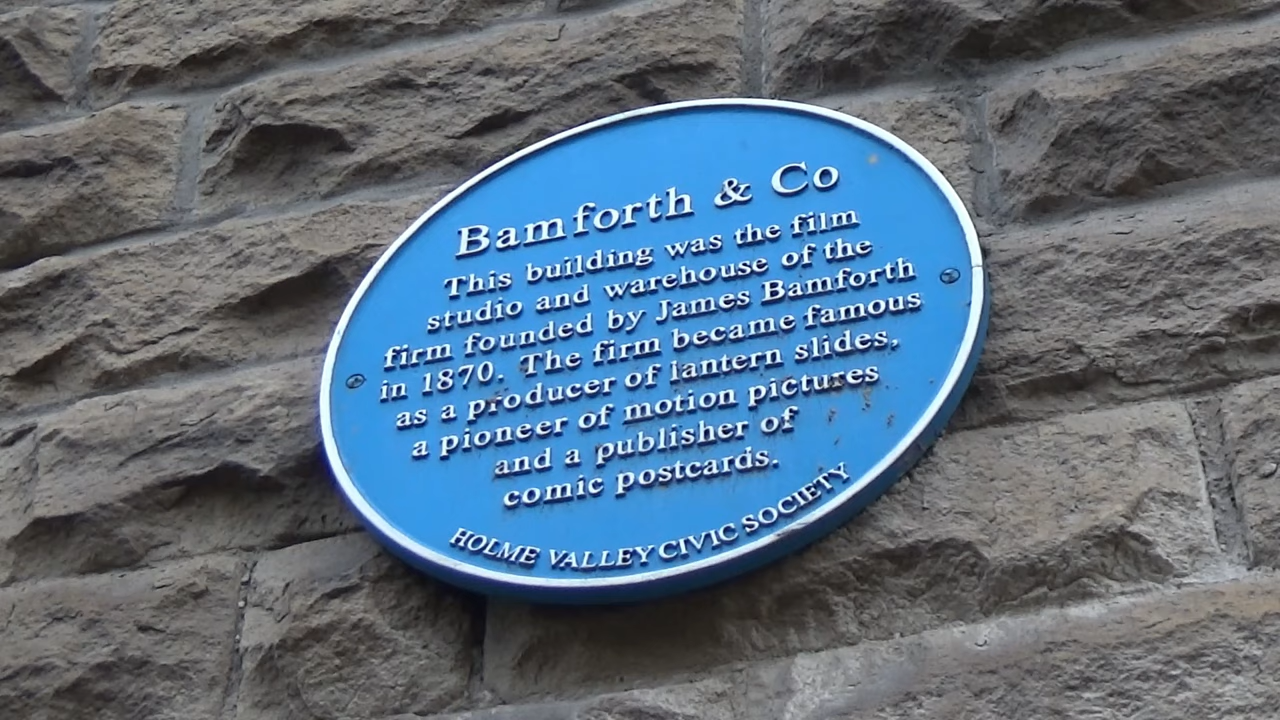 Bamforth & Co
This building was the film
studio and warehouse of the
firm founded by James Bamforth
in 1870. The firm became famous
as a producer of lantern slides,
a pioneer of motion pictures
and a publisher of
comic postcards.
HOLME VALLEY CIVIC SOCIETY